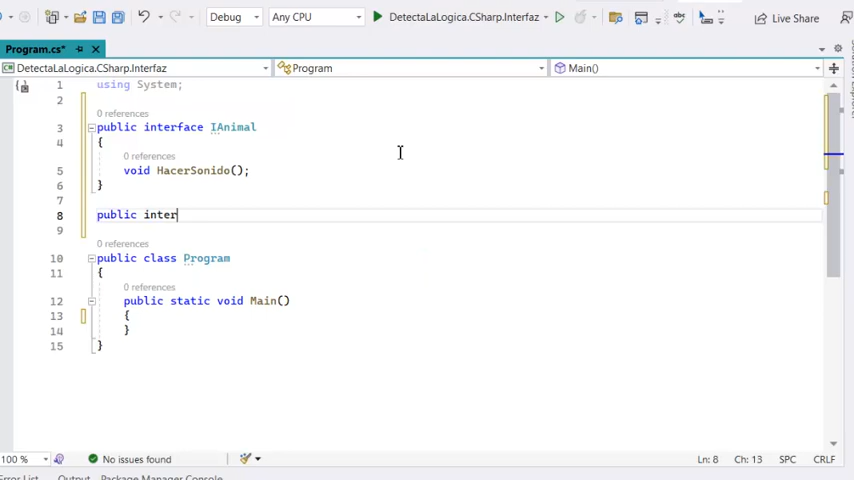 Debug Any CPU DetectaLaLogica.CSharp.Interfaz Live Share
Program.cs*
DetectaLaLogica.CSharp.Interfaz Program Main()
1 using System;
2
0 references
3 public interface IAnimal
4 {
0 references
5 void HacerSonido();
6 }
7
8 public inter
9
0 references
10 public class Program
11 {
0 references
12 public static void Main()
13 {
14 }
15 }
100 % No issues found Ln: 8 Ch: 13 SPC CRLF
Error List Output Package Manager Console